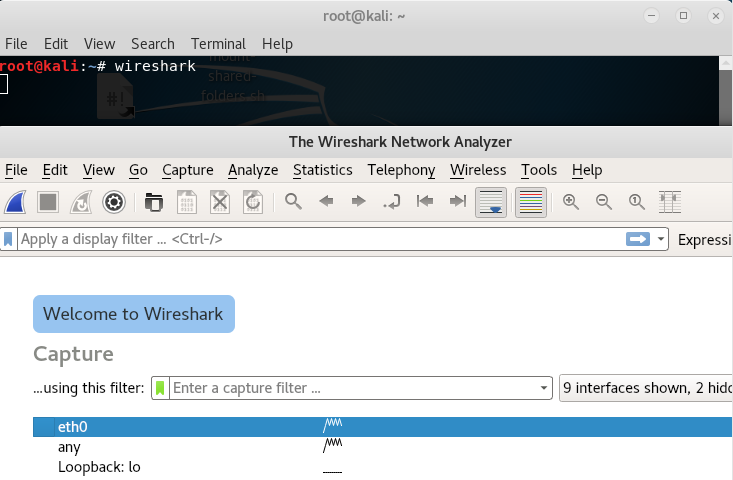 root@kali: ~
File Edit View Search Terminal Help
root@kali:~# wireshark
mount-
shared-
folders.sh
#!
The Wireshark Network Analyzer
File Edit View Go Capture Analyze Statistics Telephony Wireless Tools Help
Apply a display filter ... <Ctrl-/>
Expressi
Welcome to Wireshark
Capture
...using this filter:
Enter a capture filter ...
9 interfaces shown, 2 hidd
eth0
any
Loopback: lo